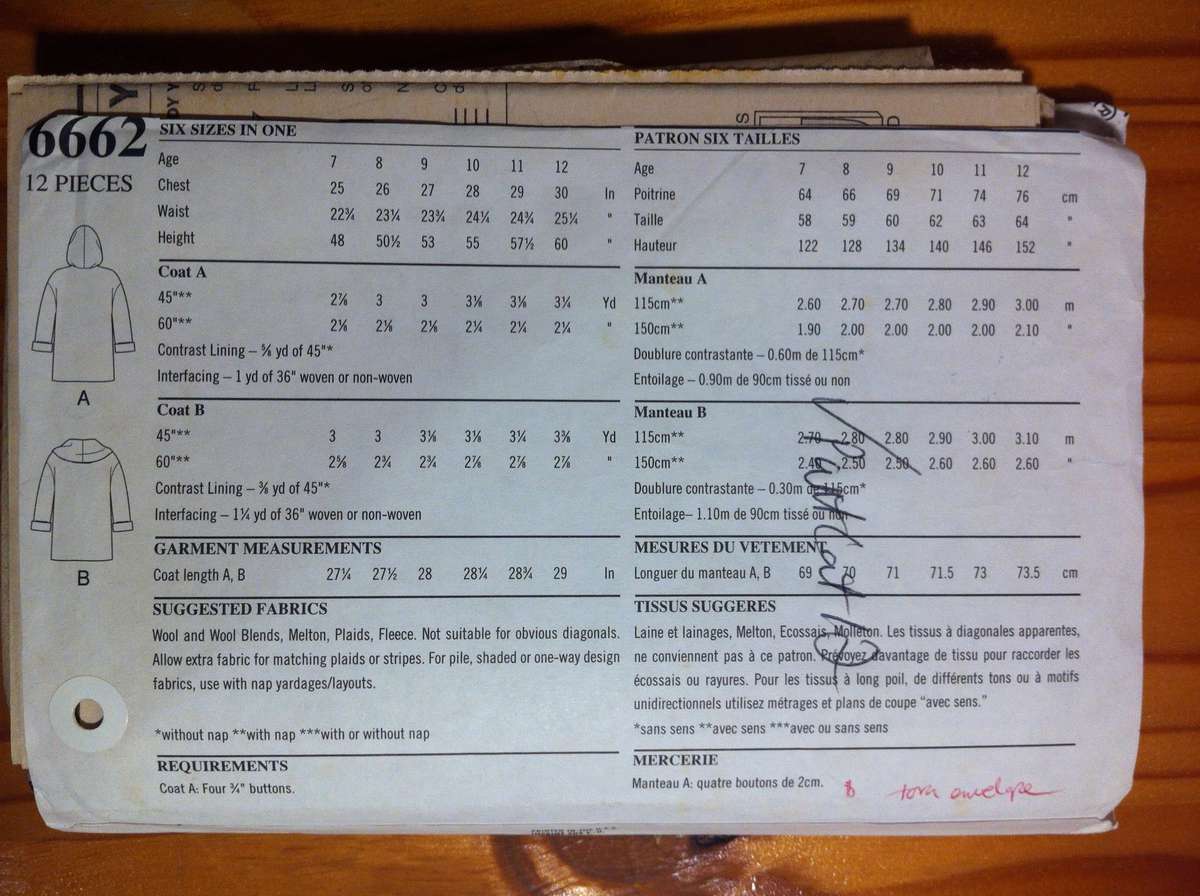 6662
12 PIECES
A
B
SIX SIZES IN ONE
Age 7 8 9 10 11 12
Chest 25 26 27 28 29 30 In
Waist 22¾ 23¼ 23¾ 24¼ 24¾ 25¼ "
Height 48 50½ 53 55 57½ 60 "
Coat A
45"** 2⅞ 3 3 3⅛ 3⅛ 3¼ Yd
60"** 2⅛ 2⅛ 2⅛ 2¼ 2¼ 2¼ "
Contrast Lining – ⅝ yd of 45"*
Interfacing – 1 yd of 36" woven or non-woven
Coat B
45"** 3 3 3⅛ 3⅛ 3¼ 3⅜ Yd
60"** 2⅝ 2¾ 2¾ 2⅞ 2⅞ 2⅞ "
Contrast Lining – ⅜ yd of 45"*
Interfacing – 1¼ yd of 36" woven or non-woven
GARMENT MEASUREMENTS
Coat length A, B 27¼ 27½ 28 28¼ 28¾ 29 In
SUGGESTED FABRICS
Wool and Wool Blends, Melton, Plaids, Fleece. Not suitable for obvious diagonals.
Allow extra fabric for matching plaids or stripes. For pile, shaded or one-way design
fabrics, use with nap yardages/layouts.
*without nap **with nap ***with or without nap
REQUIREMENTS
Coat A: Four ¾" buttons.
PATRON SIX TAILLES
Age 7 8 9 10 11 12
Poitrine 64 66 69 71 74 76 cm
Taille 58 59 60 62 63 64 "
Hauteur 122 128 134 140 146 152 "
Manteau A
115cm** 2.60 2.70 2.70 2.80 2.90 3.00 m
150cm** 1.90 2.00 2.00 2.00 2.00 2.10 "
Doublure contrastante – 0.60m de 115cm*
Entoilage – 0.90m de 90cm tissé ou non
Manteau B
115cm** 2.70 2.80 2.80 2.90 3.00 3.10 m
150cm** 2.40 2.50 2.50 2.60 2.60 2.60 "
Doublure contrastante – 0.30m de 115cm*
Entoilage– 1.10m de 90cm tissé ou non
MESURES DU VETEMENT
Longuer du manteau A, B 69 70 71 71.5 73 73.5 cm
TISSUS SUGGERES
Laine et lainages, Melton, Ecossais, Molleton. Les tissus à diagonales apparentes,
ne conviennent pas à ce patron. Prévoyez davantage de tissu pour raccorder les
écossais ou rayures. Pour les tissus à long poil, de différents tons ou à motifs
unidirectionnels utilisez métrages et plans de coupe "avec sens."
*sans sens **avec sens ***avec ou sans sens
MERCERIE
Manteau A: quatre boutons de 2cm.
torn envelope